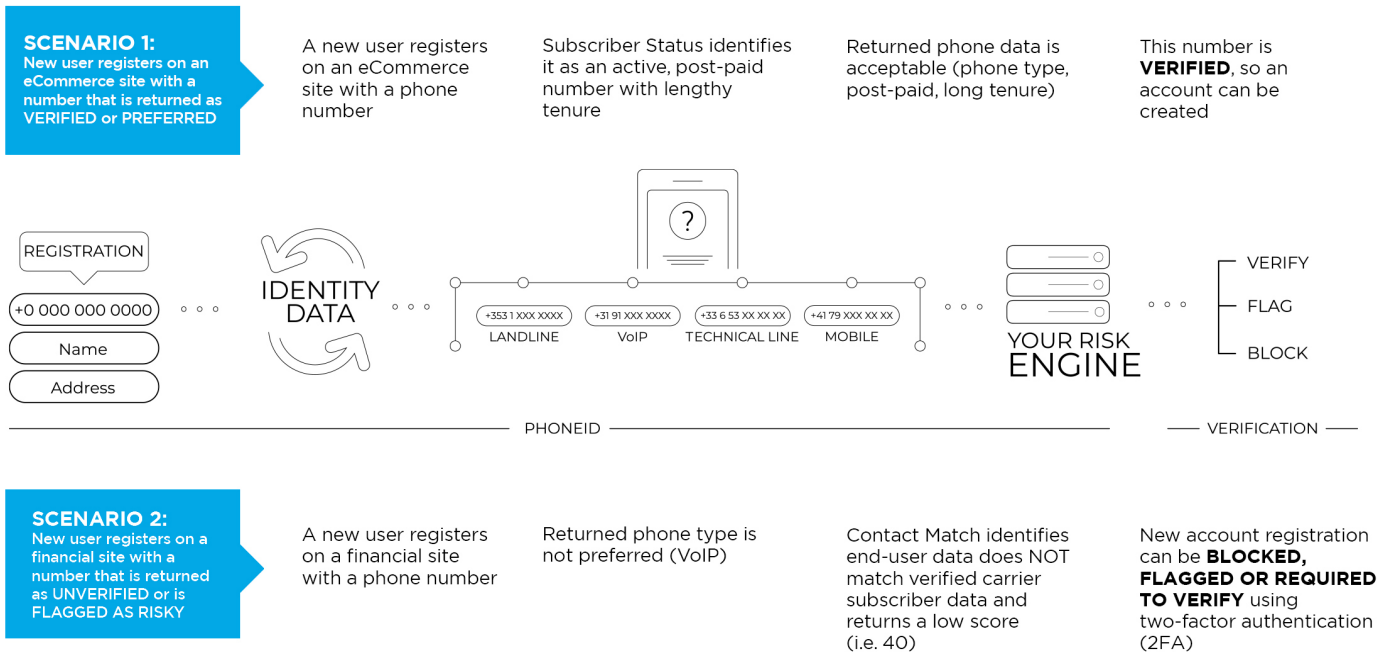 SCENARIO 1:
New user registers on an
eCommerce site with a
number that is returned as
VERIFIED or PREFERRED
A new user registers
on an eCommerce
site with a phone
number
Subscriber Status identifies
it as an active, post-paid
number with lengthy
tenure
Returned phone data is
acceptable (phone type,
post-paid, long tenure)
This number is
VERIFIED, so an
account can be
created
REGISTRATION
+0 000 000 0000
Name
Address
IDENTITY
DATA
?
+353 1 XXX XXXX
LANDLINE
+31 91 XXX XXXX
VoIP
+33 6 53 XX XX XX
TECHNICAL LINE
+41 79 XXX XX XX
MOBILE
YOUR RISK
ENGINE
VERIFY
FLAG
BLOCK
PHONEID
VERIFICATION
SCENARIO 2:
New user registers on a
financial site with a
number that is returned
as UNVERIFIED or is
FLAGGED AS RISKY
A new user registers
on a financial site
with a phone number
Returned phone type is
not preferred (VoIP)
Contact Match identifies
end-user data does NOT
match verified carrier
subscriber data and
returns a low score
(i.e. 40)
New account registration
can be BLOCKED,
FLAGGED OR REQUIRED
TO VERIFY using
two-factor authentication
(2FA)